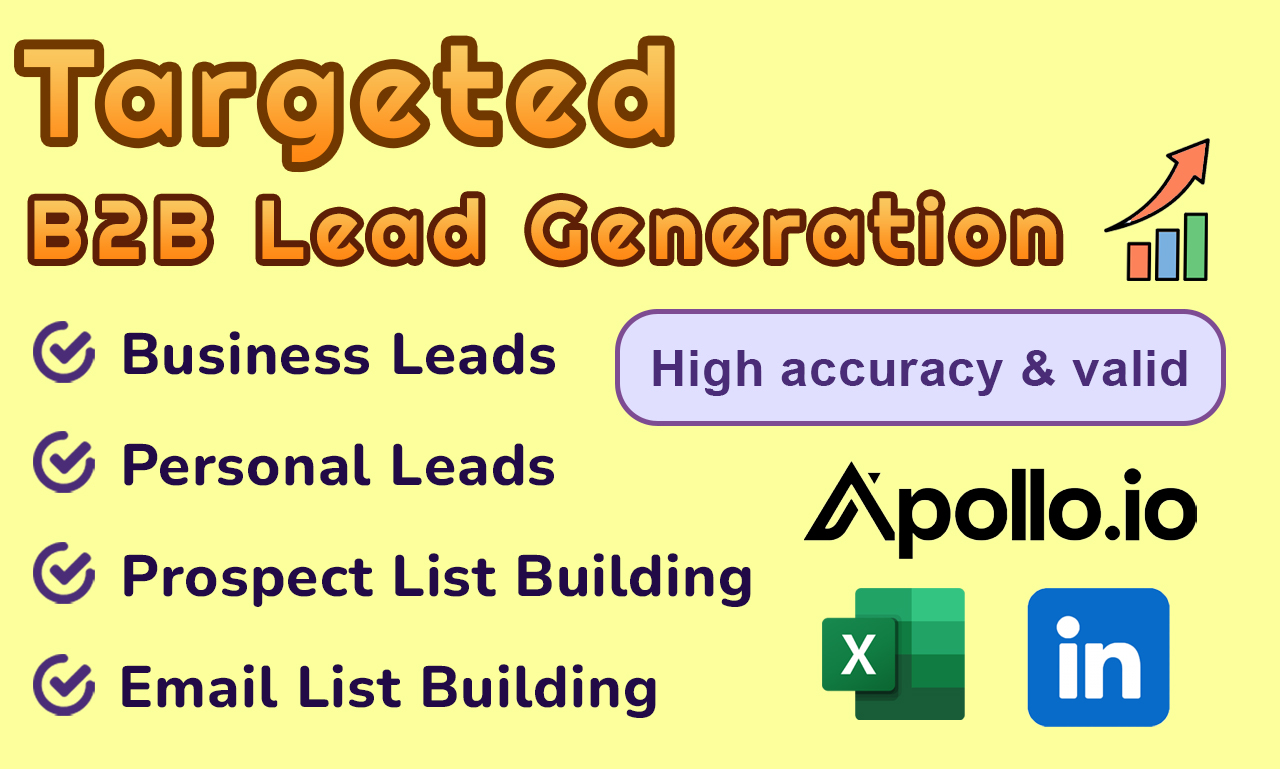 Targeted
B2B Lead Generation
Business Leads
High accuracy & valid
Personal Leads
Apollo.io
Prospect List Building
X
in
Email List Building